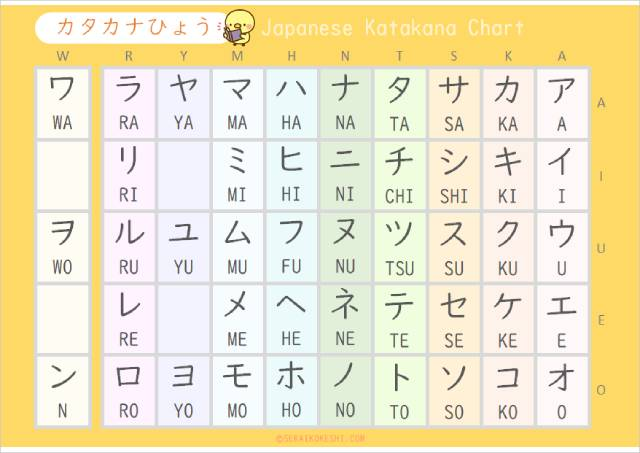 カタカナひょう Japanese Katakana Chart
W R Y M H N T S K A
ワ ラ ヤ マ ハ ナ タ サ カ ア A
WA RA YA MA HA NA TA SA KA A
リ ミ ヒ ニ チ シ キ イ I
RI MI HI NI CHI SHI KI I
ヲ ル ユ ム フ ヌ ツ ス ク ウ U
WO RU YU MU FU NU TSU SU KU U
レ メ ヘ ネ テ セ ケ エ E
RE ME HE NE TE SE KE E
ン ロ ヨ モ ホ ノ ト ソ コ オ O
N RO YO MO HO NO TO SO KO O
©SERAEKOKESHI.COM